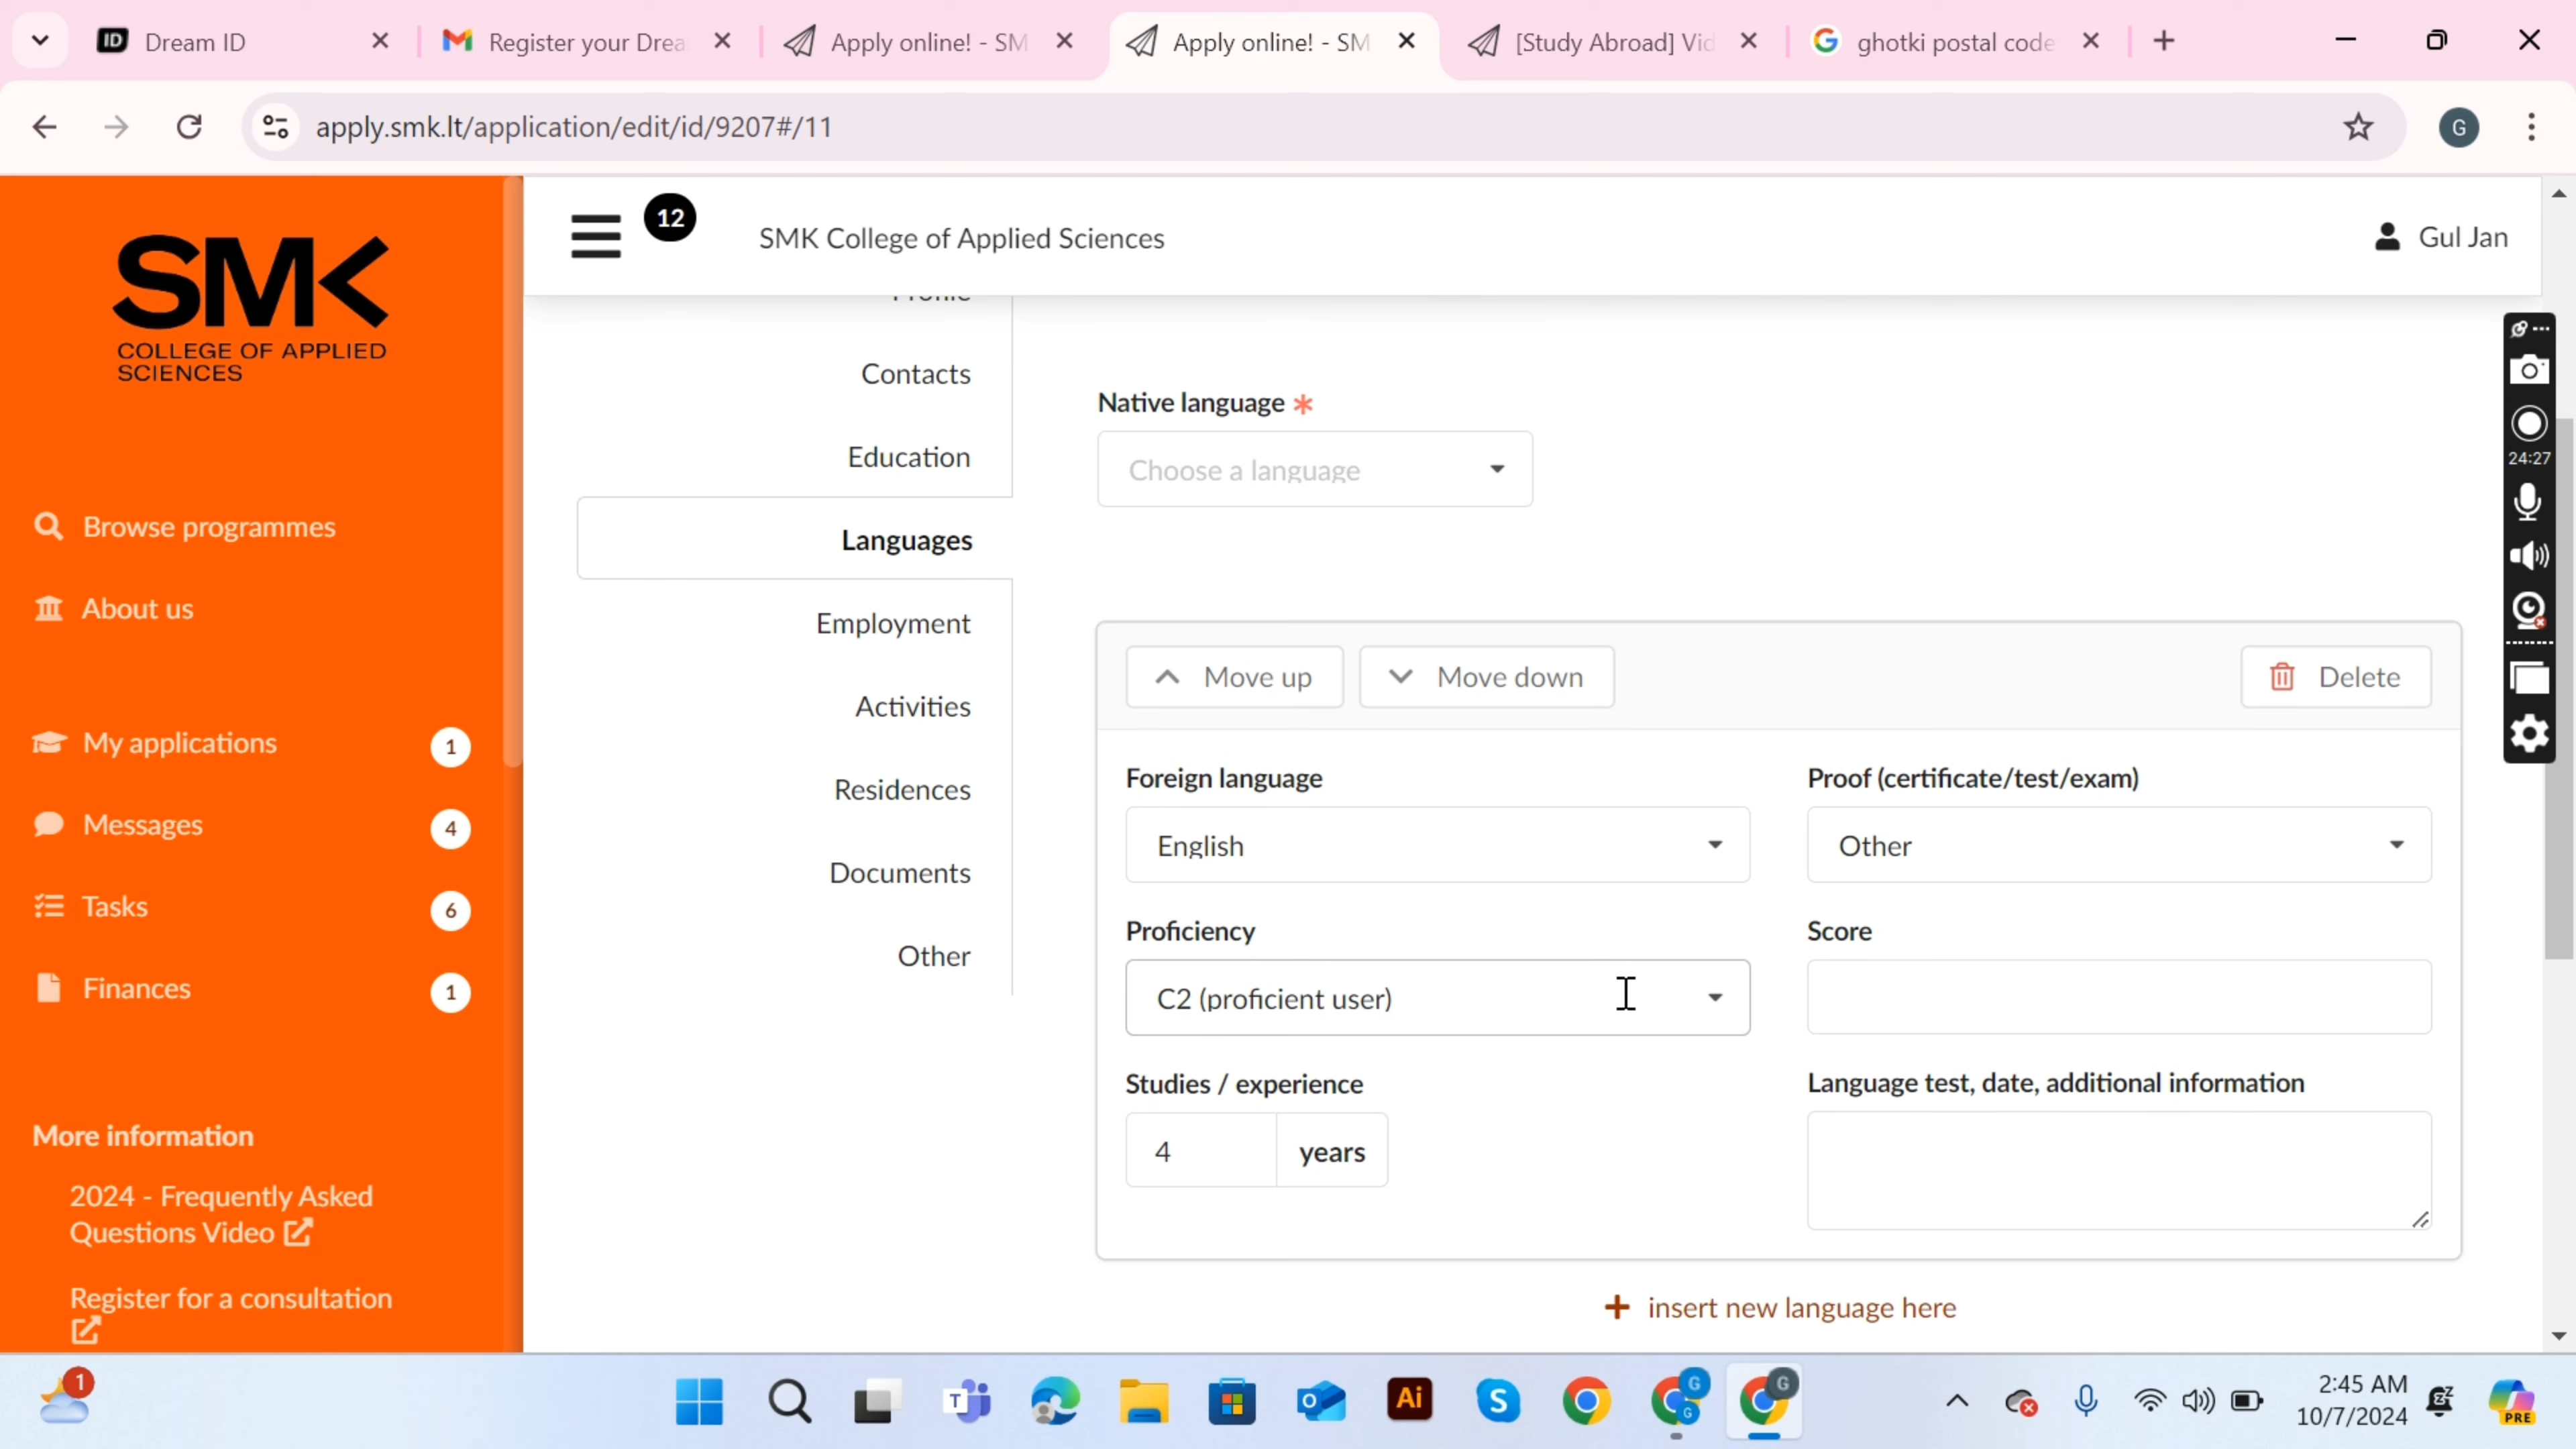 Dream ID
Register your Drea
Apply online! - SM
Apply online! - SM
[Study Abroad] Vid
ghotki postal code
apply.smk.lt/application/edit/id/9207#/11
G
SMK
COLLEGE OF APPLIED
SCIENCES
12
SMK College of Applied Sciences
Gul Jan
Browse programmes
About us
My applications 1
Messages 4
Tasks 6
Finances 1
More information
2024 - Frequently Asked
Questions Video
Register for a consultation
Profile
Contacts
Education
Languages
Employment
Activities
Residences
Documents
Other
Native language *
Choose a language
Move up
Move down
Delete
Foreign language
English
Proof (certificate/test/exam)
Other
Proficiency
C2 (proficient user)
Score
Studies / experience
4 years
Language test, date, additional information
+ insert new language here
24:27
1
T
Ai
S
G
G
G
2:45 AM
10/7/2024
PRE